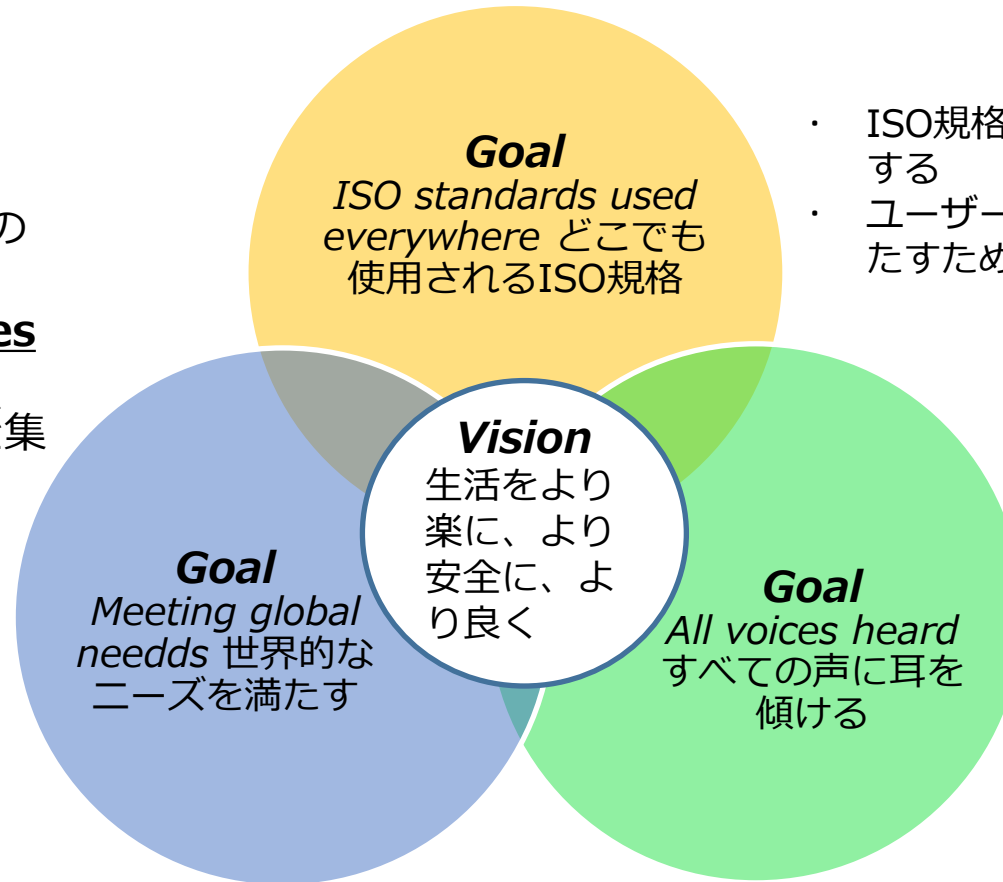 Goal
ISO standards used
everywhere どこでも
使用されるISO規格
・ ISO規格
する
・ ユーザー
たすため
の
es
集
Vision
生活をより
楽に、より
安全に、よ
り良く
Goal
Meeting global
needds 世界的な
ニーズを満たす
Goal
All voices heard
すべての声に耳を
傾ける